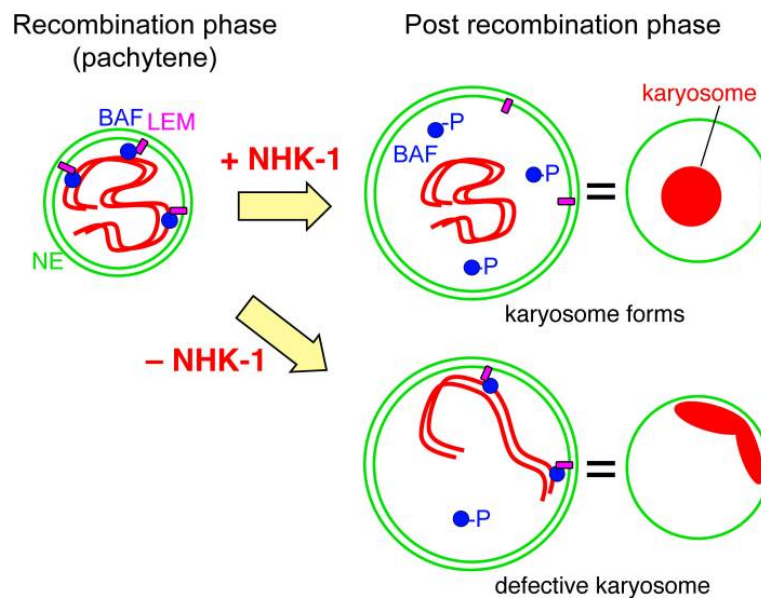 Recombination phase
(pachytene)
Post recombination phase
BAF LEM
NE
+ NHK-1
-P
BAF
-P
-P
=
karyosome
karyosome forms
– NHK-1
-P
=
defective karyosome